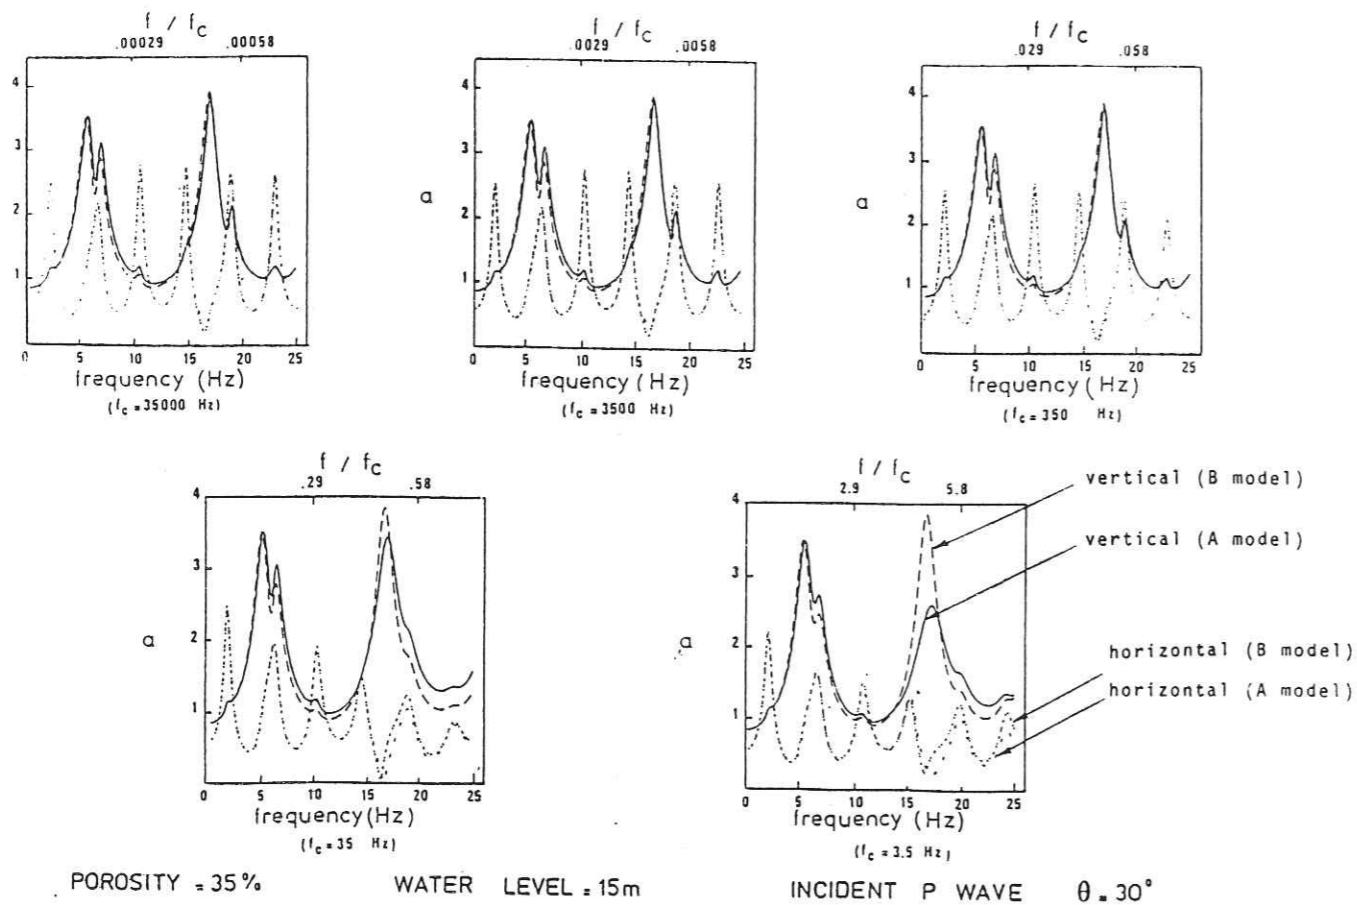 f / fc
.00029 .00058
4
3
2
1
0 5 10 15 20 25
frequency (Hz)
(fc = 35000 Hz)
f / fc
.0029 .0058
a
4
3
2
1
0 5 10 15 20 25
frequency (Hz)
(fc = 3500 Hz)
f / fc
.029 .058
a
4
3
2
1
0 5 10 15 20 25
frequency (Hz)
(fc = 350 Hz)
f / fc
.29 .58
a
4
3
2
1
0 5 10 15 20 25
frequency (Hz)
(fc = 35 Hz)
f / fc
2.9 5.8
a
4
3
2
1
0 5 10 15 20 25
frequency (Hz)
(fc = 3.5 Hz)
vertical (B model)
vertical (A model)
horizontal (B model)
horizontal (A model)
POROSITY = 35% WATER LEVEL = 15m INCIDENT P WAVE θ = 30°